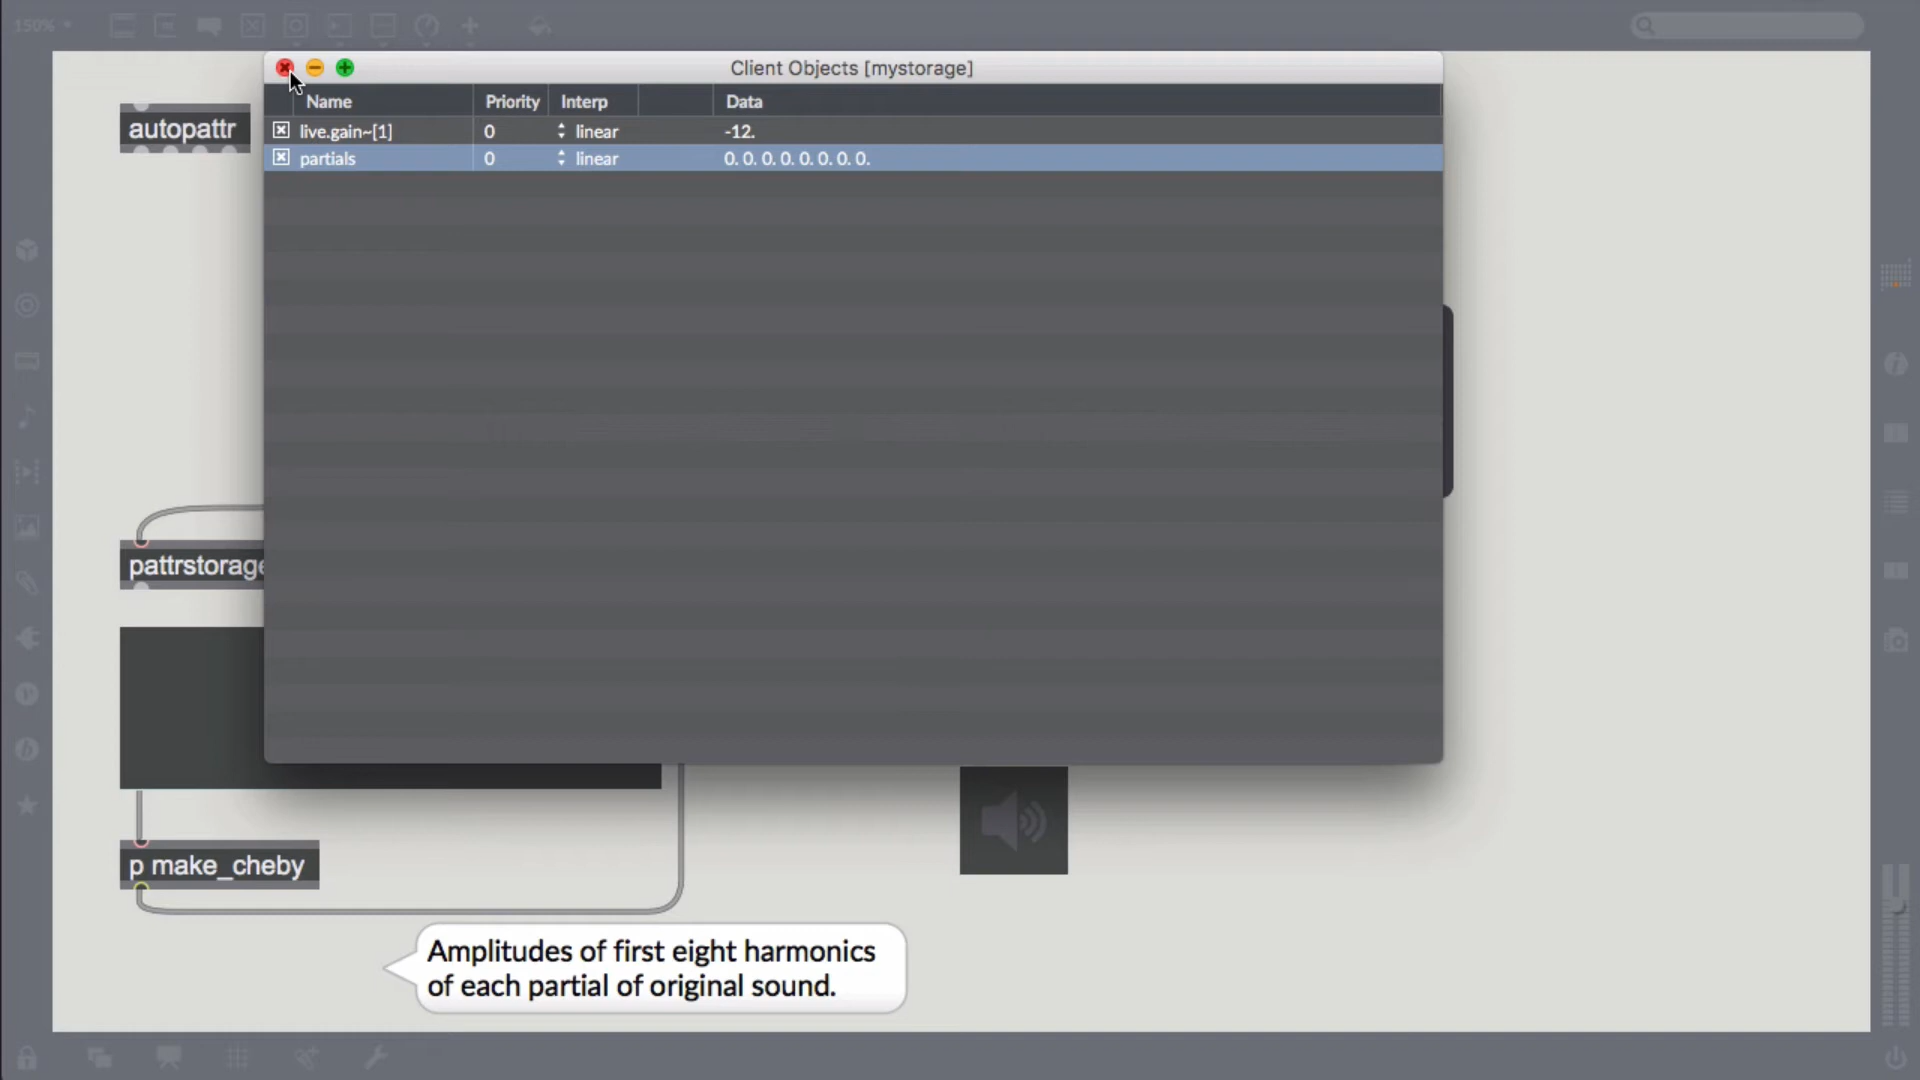 150%
Client Objects [mystorage]
Name Priority Interp Data
live.gain~[1] 0 linear -12.
partials 0 linear 0. 0. 0. 0. 0. 0. 0. 0.
autopattr
pattrstorage
p make_cheby
Amplitudes of first eight harmonics
of each partial of original sound.